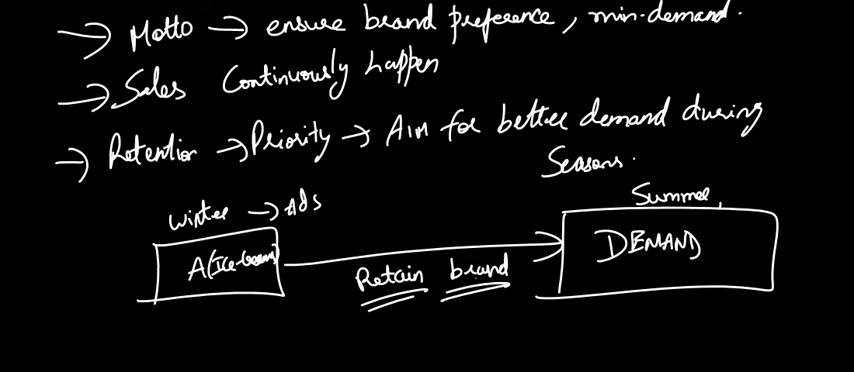 → Motto → ensure brand preference, min-demand.
→ Sales Continuously happen
→ Retention → Priority → Aim for better demand during
Seasons.
Winter → Ads
Summer
A(Ice-cream)
DEMAND
Retain brand